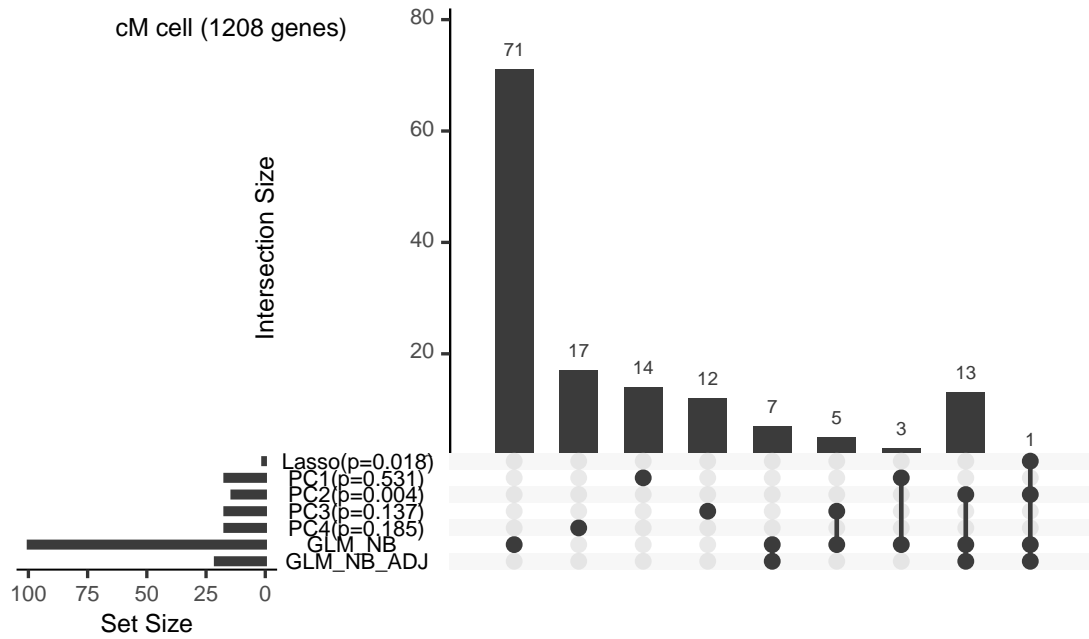 cM cell (1208 genes)
80
60
40
20
Intersection Size
71
17
14
12
7
5
3
13
1
Lasso(p=0.018)
PC1(p=0.531)
PC2(p=0.004)
PC3(p=0.137)
PC4(p=0.185)
GLM_NB
GLM_NB_ADJ
100 75 50 25 0
Set Size